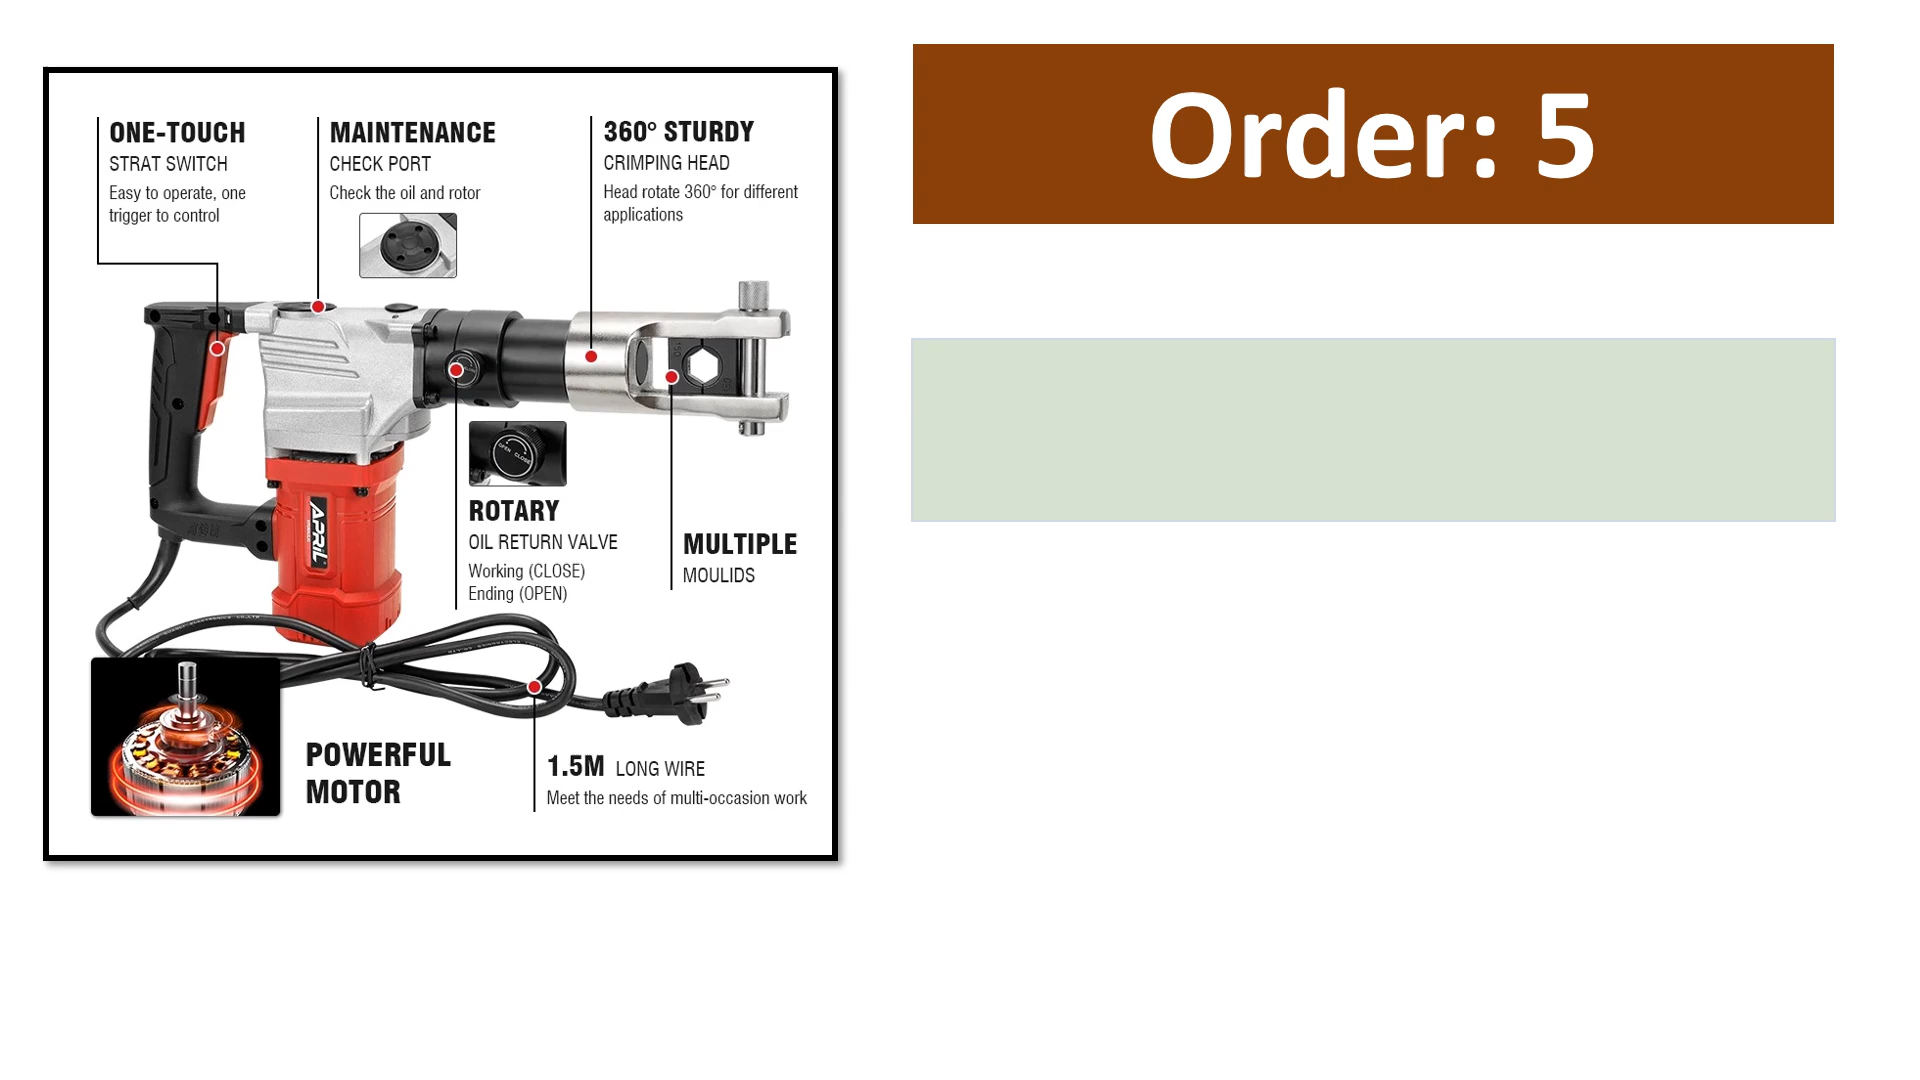 Order: 5
ONE-TOUCH
STRAT SWITCH
Easy to operate, one
trigger to control
MAINTENANCE
CHECK PORT
Check the oil and rotor
360° STURDY
CRIMPING HEAD
Head rotate 360° for different
applications
OPEN CLOSE
ROTARY
OIL RETURN VALVE
Working (CLOSE)
Ending (OPEN)
MULTIPLE
MOULIDS
APRIL
POWERFUL
MOTOR
1.5M LONG WIRE
Meet the needs of multi-occasion work